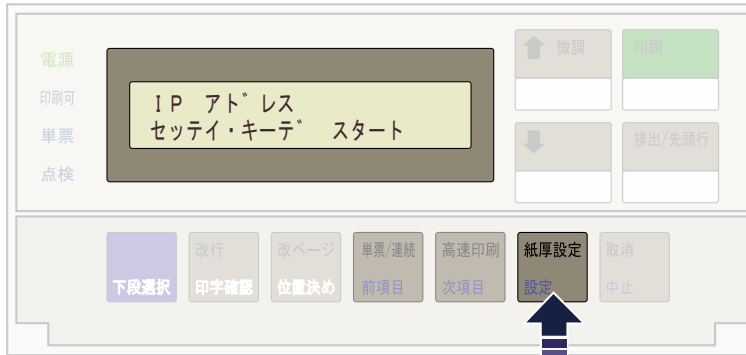 電源
印刷可
単票
点検
IP アドレス
セッテイ・キーデ スタート
微調
印刷
排出/先頭行
下段選択
改行
印字確認
改ページ
位置決め
単票/連続
前項目
高速印刷
次項目
紙厚設定
設定
取消
中止